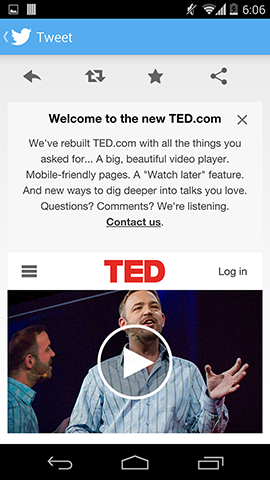 6:06
Tweet
Welcome to the new TED.com
We've rebuilt TED.com with all the things you
asked for... A big, beautiful video player.
Mobile-friendly pages. A "Watch later" feature.
And new ways to dig deeper into talks you love.
Questions? Comments? We're listening.
Contact us.
TED
Log in